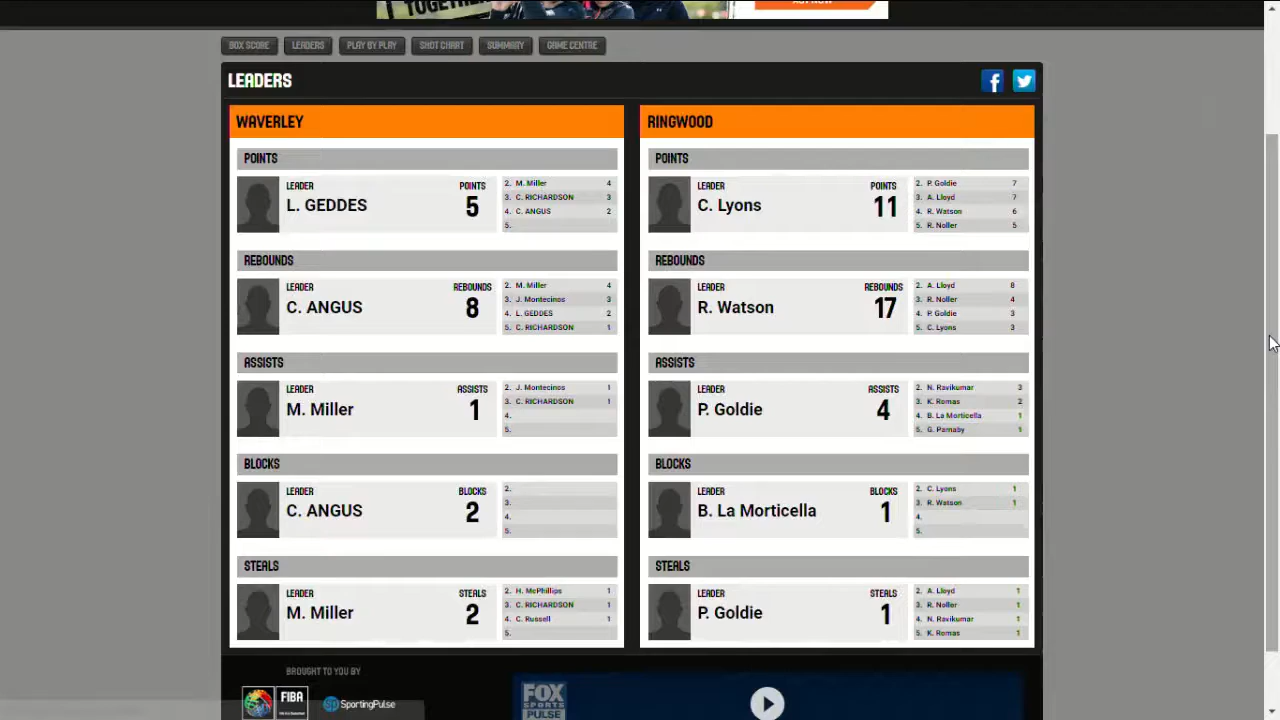 TOGETHER
BOX SCORE
LEADERS
PLAY BY PLAY
SHOT CHART
SUMMARY
GAME CENTRE
LEADERS
WAVERLEY
POINTS
LEADER POINTS
L. GEDDES 5
2. M. Miller 4
3. C. RICHARDSON 3
4. C. ANGUS 2
5.
REBOUNDS
LEADER REBOUNDS
C. ANGUS 8
2. M. Miller 4
3. J. Montecinos 3
4. L. GEDDES 2
5. C. RICHARDSON 1
ASSISTS
LEADER ASSISTS
M. Miller 1
2. J. Montecinos 1
3. C. RICHARDSON 1
4.
5.
BLOCKS
LEADER BLOCKS
C. ANGUS 2
2.
3.
4.
5.
STEALS
LEADER STEALS
M. Miller 2
2. H. McPhillips 1
3. C. RICHARDSON 1
4. C. Russell 1
5.
RINGWOOD
POINTS
LEADER POINTS
C. Lyons 11
2. P. Goldie 7
3. A. Lloyd 7
4. R. Watson 6
5. R. Noller 5
REBOUNDS
LEADER REBOUNDS
R. Watson 17
2. A. Lloyd 8
3. R. Noller 4
4. P. Goldie 3
5. C. Lyons 3
ASSISTS
LEADER ASSISTS
P. Goldie 4
2. N. Ravikumar 3
3. K. Romas 2
4. B. La Morticella 1
5. G. Parnaby 1
BLOCKS
LEADER BLOCKS
B. La Morticella 1
2. C. Lyons 1
3. R. Watson 1
4.
5.
STEALS
LEADER STEALS
P. Goldie 1
2. A. Lloyd 1
3. R. Noller 1
4. N. Ravikumar 1
5. K. Romas 1
BROUGHT TO YOU BY
FIBA
SportingPulse
FOX
SPORTS
PULSE